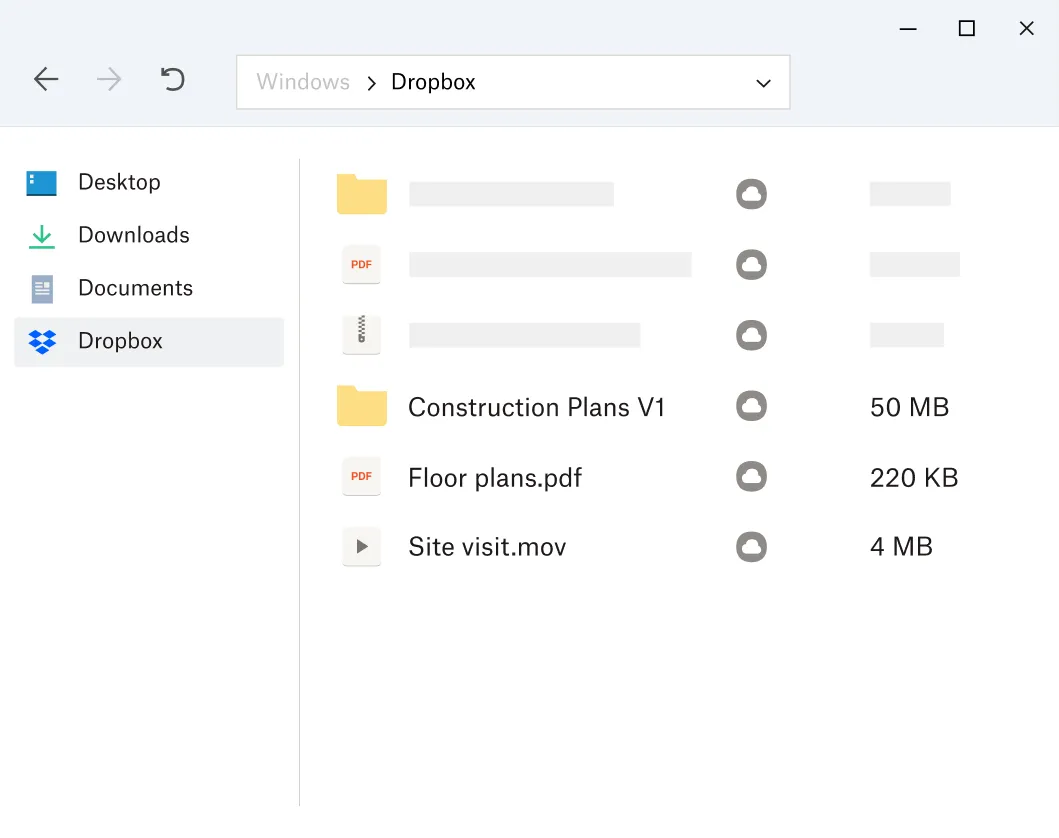 Windows > Dropbox
Desktop
Downloads
Documents
Dropbox
PDF
Construction Plans V1 50 MB
PDF Floor plans.pdf 220 KB
Site visit.mov 4 MB